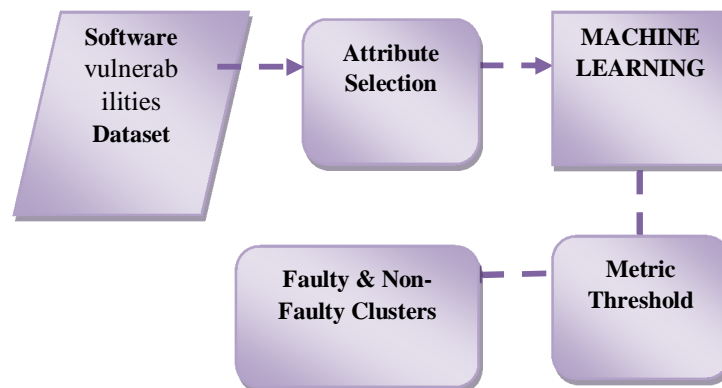 Software
vulnerab
ilities
Dataset
Attribute
Selection
MACHINE
LEARNING
Metric
Threshold
Faulty & Non-
Faulty Clusters